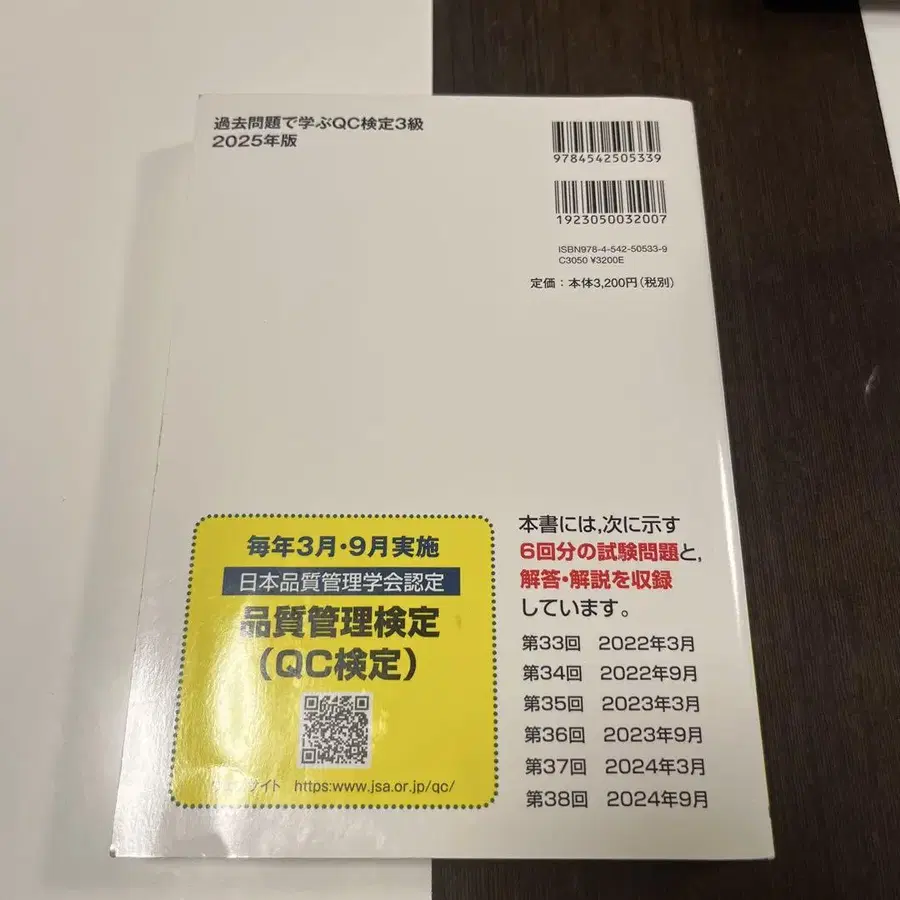 過去問題で学ぶQC検定3級
2025年版
9784542505339
1923050032007
ISBN978-4-542-50533-9
C3050 ¥3200E
定価：本体3,200円(税別)
毎年3月・9月実施
日本品質管理学会認定
品質管理検定
(QC検定)
サイト https:www.jsa.or.jp/qc/
本書には,次に示す
6回分の試験問題と,
解答・解説を収録
しています。
第33回 2022年3月
第34回 2022年9月
第35回 2023年3月
第36回 2023年9月
第37回 2024年3月
第38回 2024年9月